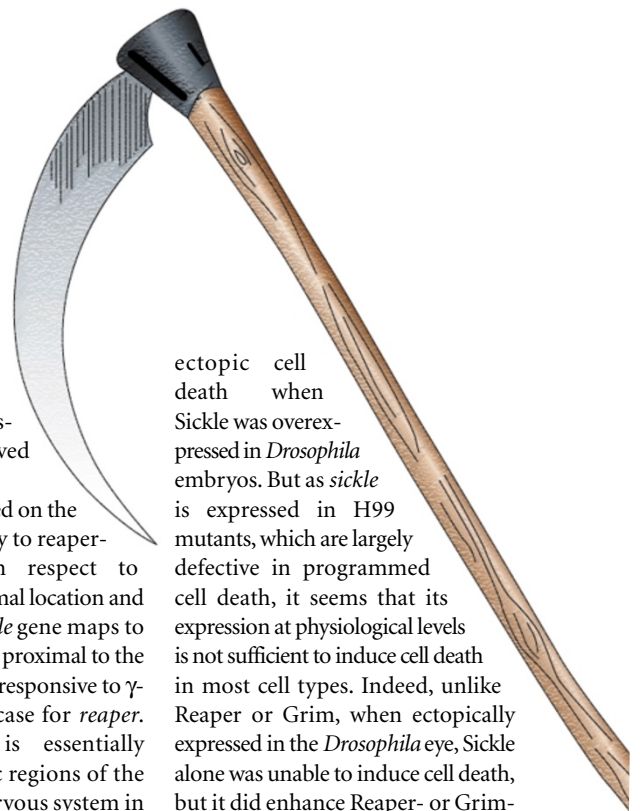 s-
ved
ed on the
y to reaper-
respect to
nal location and
le gene maps to
proximal to the
responsive to γ-
case for reaper.
is essentially
c regions of the
rvous system in
ectopic cell
death when
Sickle was overex-
pressed in Drosophila
embryos. But as sickle
is expressed in H99
mutants, which are largely
defective in programmed
cell death, it seems that its
expression at physiological levels
is not sufficient to induce cell death
in most cell types. Indeed, unlike
Reaper or Grim, when ectopically
expressed in the Drosophila eye, Sickle
alone was unable to induce cell death,
but it did enhance Reaper- or Grim-